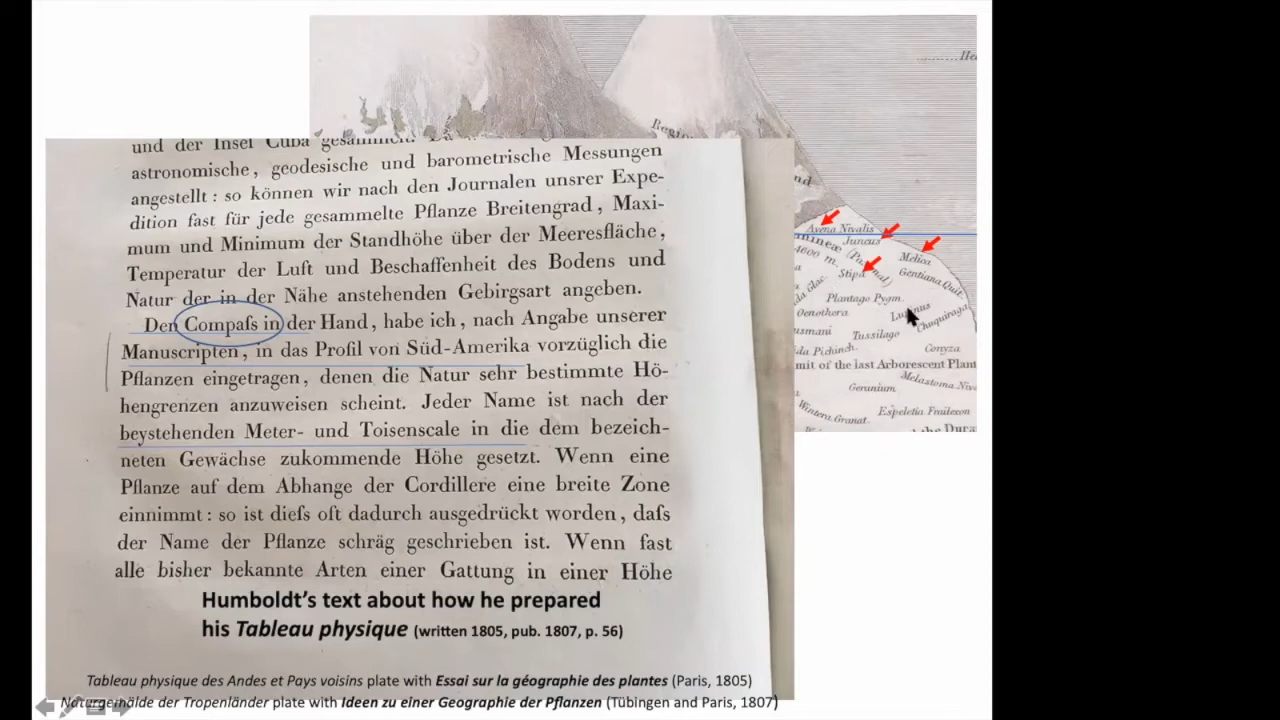 und der Insel Cuba gesammelt.
astronomische, geodesische und barometrische Messungen
angestellt: so können wir nach den Journalen unsrer Expe-
dition fast für jede gesammelte Pflanze Breitengrad, Maxi-
mum und Minimum der Standhöhe über der Meeresfläche,
Temperatur der Luft und Beschaffenheit des Bodens und
Natur der in der Nähe anstehenden Gebirgsart angeben.
Den Compaſs in der Hand, habe ich, nach Angabe unserer
Manuscripten, in das Profil von Süd-Amerika vorzüglich die
Pflanzen eingetragen, denen die Natur sehr bestimmte Hö-
hengrenzen anzuweisen scheint. Jeder Name ist nach der
beystehenden Meter- und Toisenscale in die dem bezeich-
neten Gewächse zukommende Höhe gesetzt. Wenn eine
Pflanze auf dem Abhange der Cordillere eine breite Zone
einnimmt: so ist dieſs oft dadurch ausgedrückt worden, daſs
der Name der Pflanze schräg geschrieben ist. Wenn fast
alle bisher bekannte Arten einer Gattung in einer Höhe
Humboldt's text about how he prepared
his Tableau physique (written 1805, pub. 1807, p. 56)
Tableau physique des Andes et Pays voisins plate with Essai sur la géographie des plantes (Paris, 1805)
Naturgemälde der Tropenländer plate with Ideen zu einer Geographie der Pflanzen (Tübingen and Paris, 1807)
Avena Nivalis
Juncus
Melica
4600 m.
Stipa
Gentiana Quit
Plantago Pygm.
Oenothera
Chuquiraga
usmani
Tussilago
da Pichinch.
Conyza
mit of the last Arborescent Plant
Geranium
Melastoma Niv
Wintera Granat.
Espeletia Frailexon